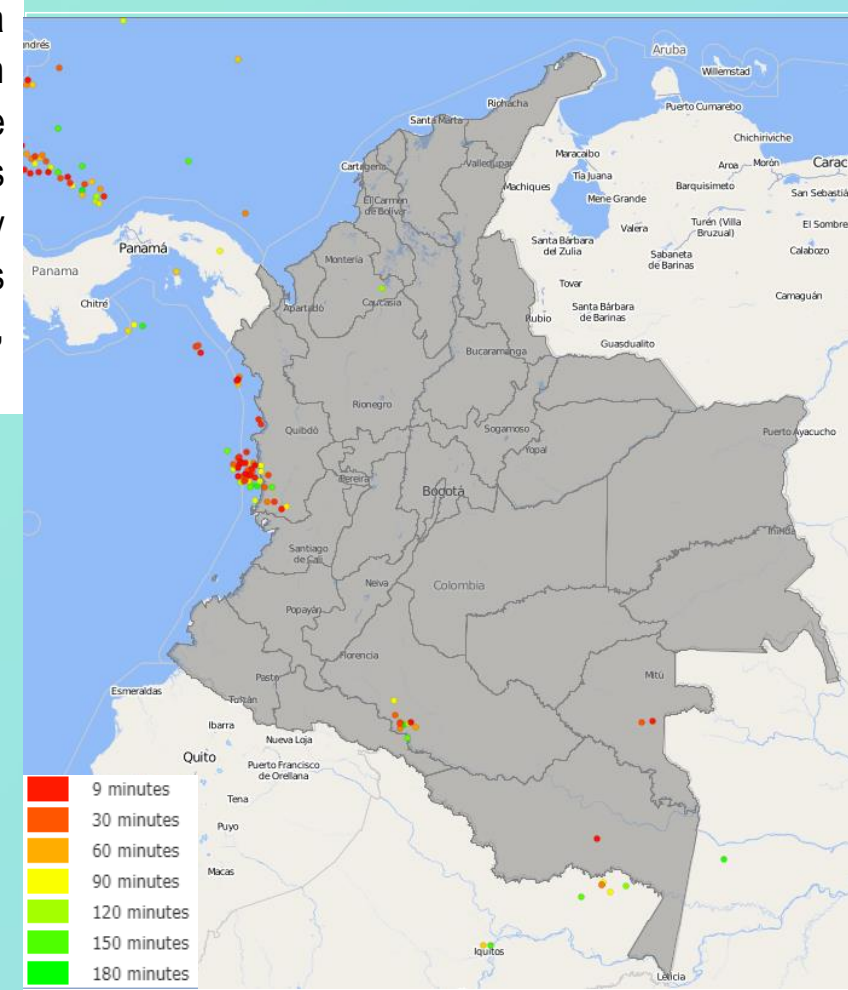 a
n
e
s
y
s
,
Aruba
Willemstad
Riohacha
Puerto Cumarebo
Santa Marta
Chichiriviche
Maracaibo
Cartagena
Valledupar
Aroa
Morón
Carac
Tía Juana
Machiques
Barquisimeto
San Sebastiá
Mene Grande
El Carmen
de Bolívar
Turén (Villa
Bruzual)
El Sombre
Valera
Panamá
Santa Bárbara
del Zulia
Calabozo
Sabaneta
de Barinas
Montería
Panama
Tovar
Camaguán
Chitré
Caucasia
Apartadó
Santa Bárbara
de Barinas
Rubio
Guasdualito
Bucaramanga
Rionegro
Quibdó
Sogamoso
Puerto Ayacucho
Yopal
Pereira
Bogotá
Inírida
Santiago
de Cali
Neiva
Colombia
Popayán
Florencia
Mitú
Pasto
Esmeraldas
Tulcán
Ibarra
Nueva Loja
Quito
Puerto Francisco
de Orellana
Tena
Puyo
Macas
Iquitos
Leticia
9 minutes
30 minutes
60 minutes
90 minutes
120 minutes
150 minutes
180 minutes